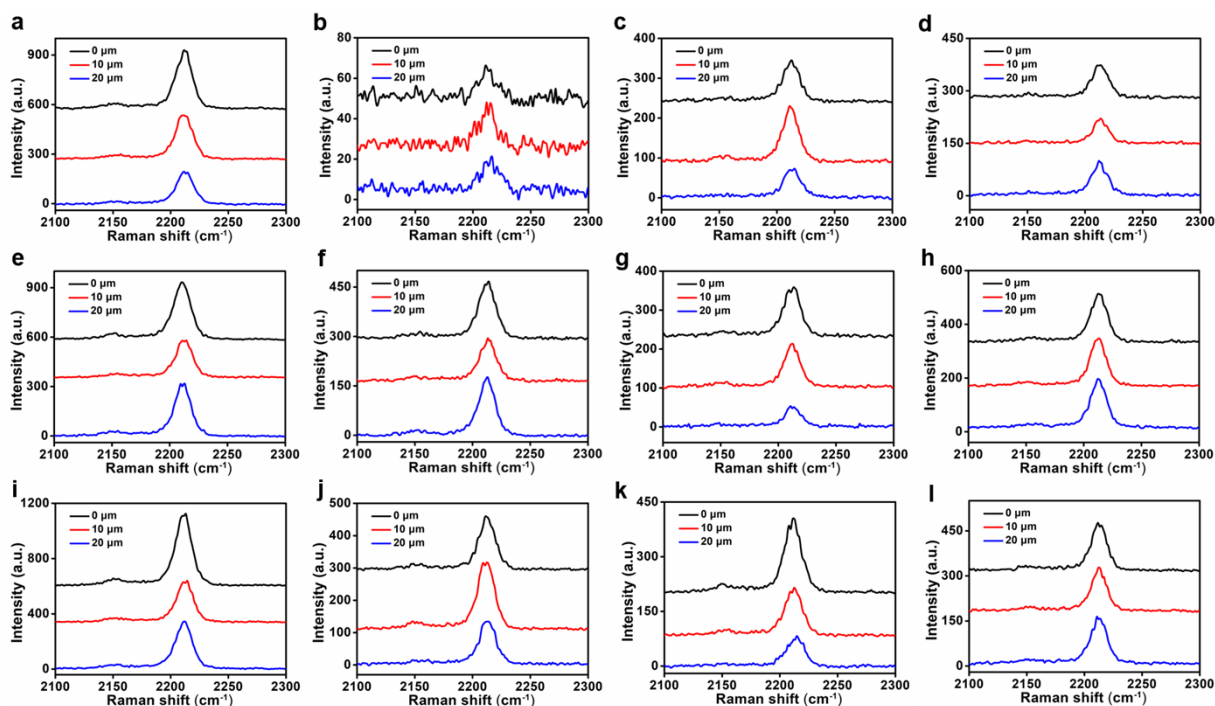 a
900
600
300
0
0 µm
10 µm
20 µm
2100 2150 2200 2250 2300
Raman shift (cm⁻¹)
Intensity (a.u.)
b
80
60
40
20
0
0 µm
10 µm
20 µm
2100 2150 2200 2250 2300
Raman shift (cm⁻¹)
Intensity (a.u.)
c
400
300
200
100
0
0 µm
10 µm
20 µm
2100 2150 2200 2250 2300
Raman shift (cm⁻¹)
Intensity (a.u.)
d
450
300
150
0
0 µm
10 µm
20 µm
2100 2150 2200 2250 2300
Raman shift (cm⁻¹)
Intensity (a.u.)
e
900
600
300
0
0 µm
10 µm
20 µm
2100 2150 2200 2250 2300
Raman shift (cm⁻¹)
Intensity (a.u.)
f
450
300
150
0
0 µm
10 µm
20 µm
2100 2150 2200 2250 2300
Raman shift (cm⁻¹)
Intensity (a.u.)
g
400
300
200
100
0
0 µm
10 µm
20 µm
2100 2150 2200 2250 2300
Raman shift (cm⁻¹)
Intensity (a.u.)
h
600
400
200
0
0 µm
10 µm
20 µm
2100 2150 2200 2250 2300
Raman shift (cm⁻¹)
Intensity (a.u.)
i
1200
800
400
0
0 µm
10 µm
20 µm
2100 2150 2200 2250 2300
Raman shift (cm⁻¹)
Intensity (a.u.)
j
500
400
300
200
100
0
0 µm
10 µm
20 µm
2100 2150 2200 2250 2300
Raman shift (cm⁻¹)
Intensity (a.u.)
k
450
300
150
0
0 µm
10 µm
20 µm
2100 2150 2200 2250 2300
Raman shift (cm⁻¹)
Intensity (a.u.)
l
450
300
150
0
0 µm
10 µm
20 µm
2100 2150 2200 2250 2300
Raman shift (cm⁻¹)
Intensity (a.u.)